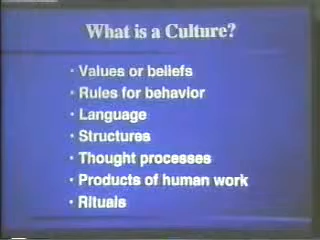 What is a Culture?
• Values or beliefs
• Rules for behavior
• Language
• Structures
• Thought processes
• Products of human work
• Rituals